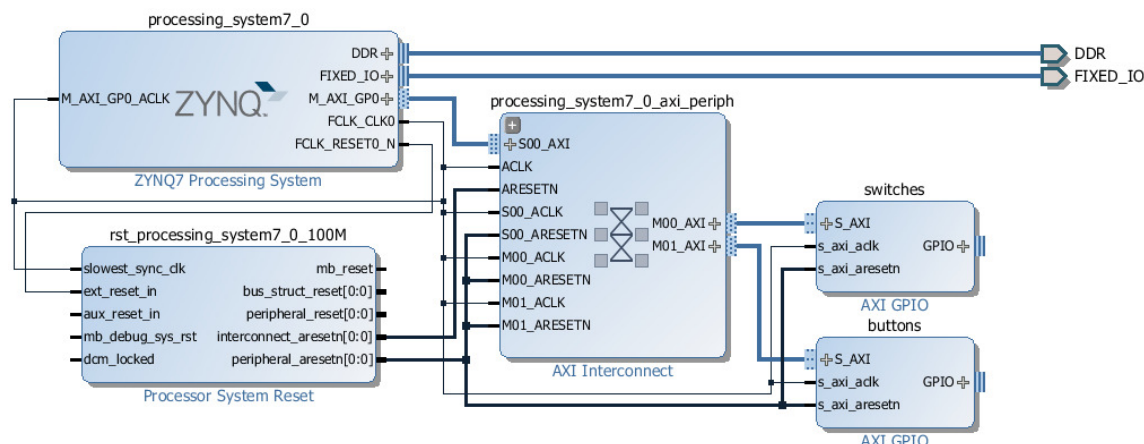 processing_system7_0
DDR
FIXED_IO
M_AXI_GP0_ACLK
ZYNQ
M_AXI_GP0
FCLK_CLK0
FCLK_RESET0_N
ZYNQ7 Processing System
DDR
FIXED_IO
processing_system7_0_axi_periph
S00_AXI
ACLK
ARESETN
S00_ACLK
S00_ARESETN
M00_ACLK
M00_ARESETN
M01_ACLK
M01_ARESETN
M00_AXI
M01_AXI
AXI Interconnect
rst_processing_system7_0_100M
slowest_sync_clk
ext_reset_in
aux_reset_in
mb_debug_sys_rst
dcm_locked
mb_reset
bus_struct_reset[0:0]
peripheral_reset[0:0]
interconnect_aresetn[0:0]
peripheral_aresetn[0:0]
Processor System Reset
switches
S_AXI
s_axi_aclk
s_axi_aresetn
GPIO
AXI GPIO
buttons
S_AXI
s_axi_aclk
s_axi_aresetn
GPIO
AXI GPIO